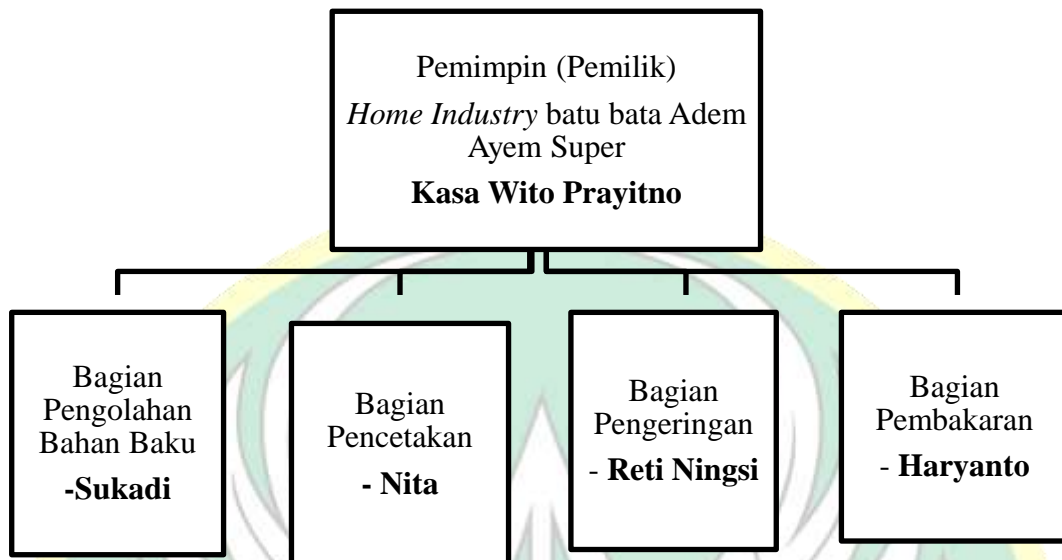 Pemimpin (Pemilik)
Home Industry batu bata Adem
Ayem Super
Kasa Wito Prayitno
Bagian
Pengolahan
Bahan Baku
-Sukadi
Bagian
Pencetakan
- Nita
Bagian
Pengeringan
- Reti Ningsi
Bagian
Pembakaran
- Haryanto